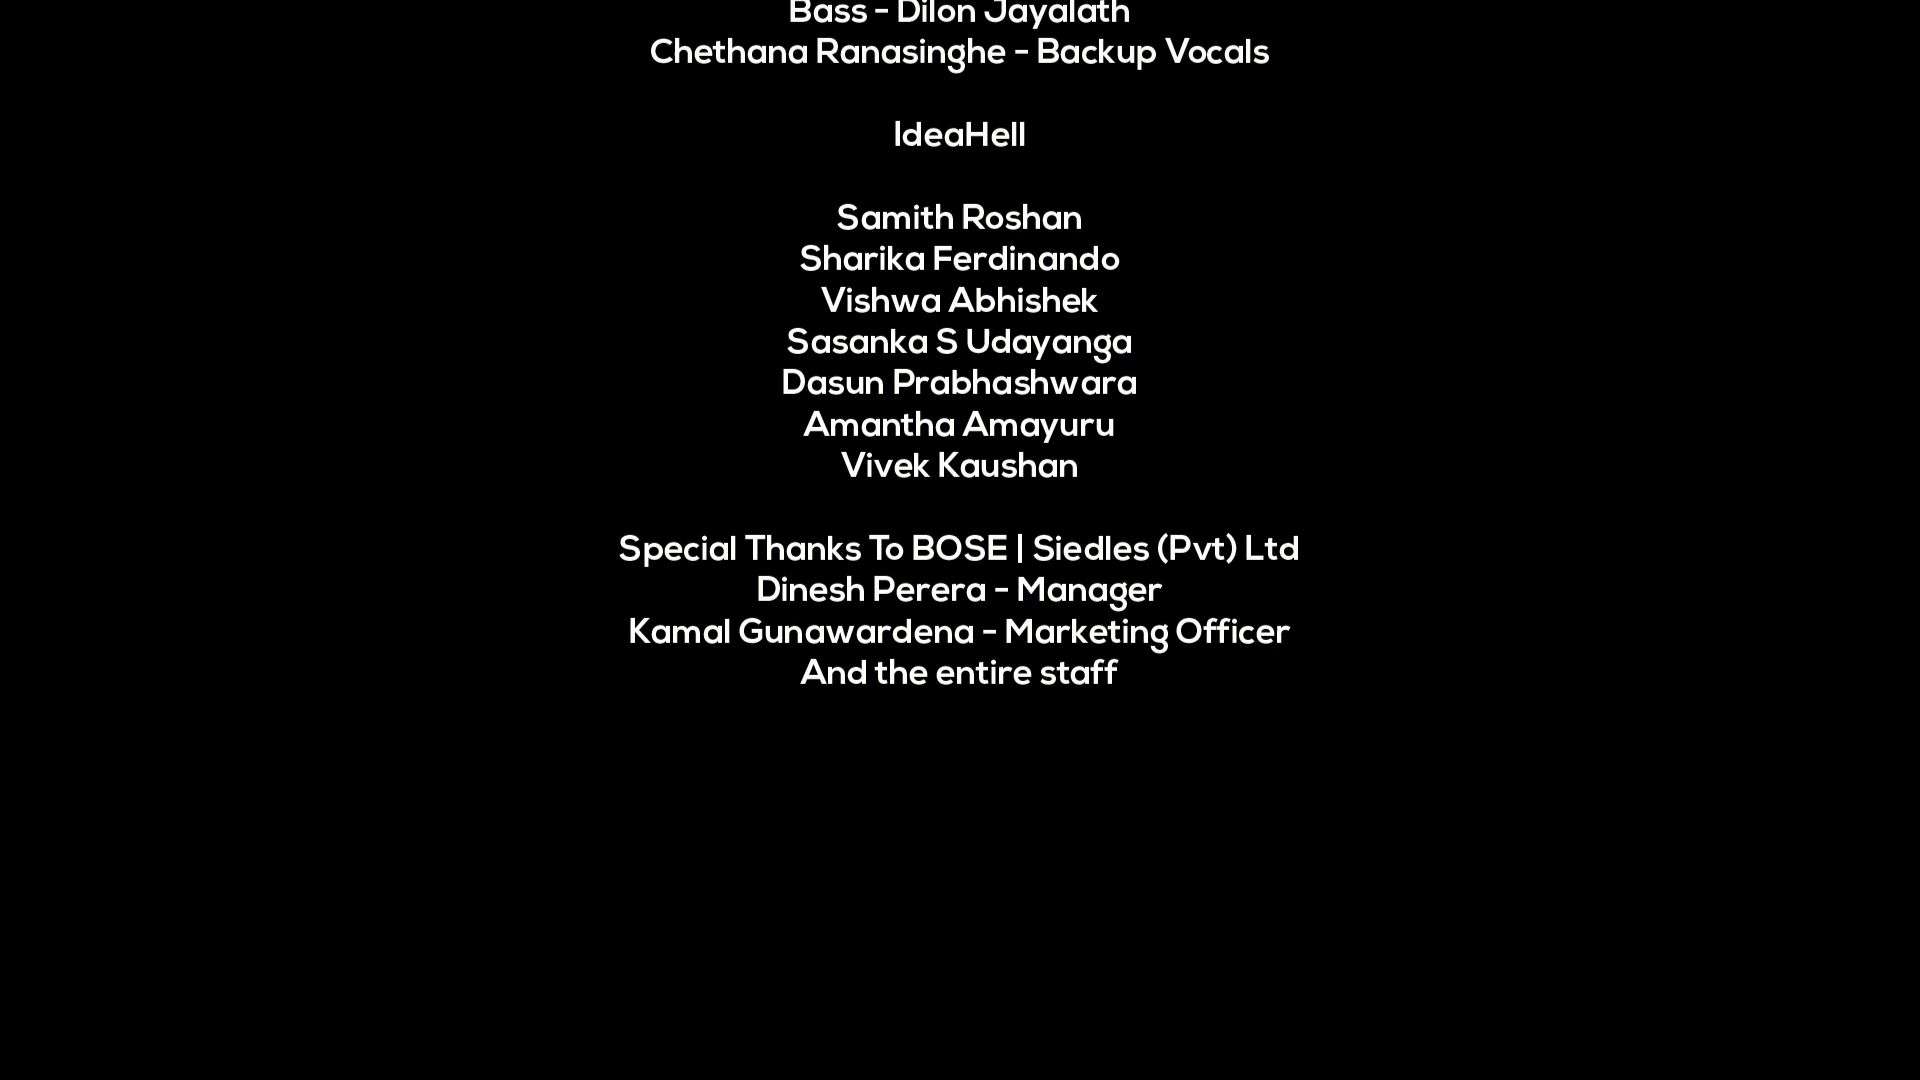 Bass - Dilon Jayalath
Chethana Ranasinghe - Backup Vocals
IdeaHell
Samith Roshan
Sharika Ferdinando
Vishwa Abhishek
Sasanka S Udayanga
Dasun Prabhashwara
Amantha Amayuru
Vivek Kaushan
Special Thanks To BOSE | Siedles (Pvt) Ltd
Dinesh Perera - Manager
Kamal Gunawardena - Marketing Officer
And the entire staff